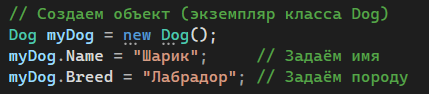 // Создаем объект (экземпляр класса Dog)
Dog myDog = new Dog();
myDog.Name = "Шарик";     // Задаём имя
myDog.Breed = "Лабрадор"; // Задаём породу